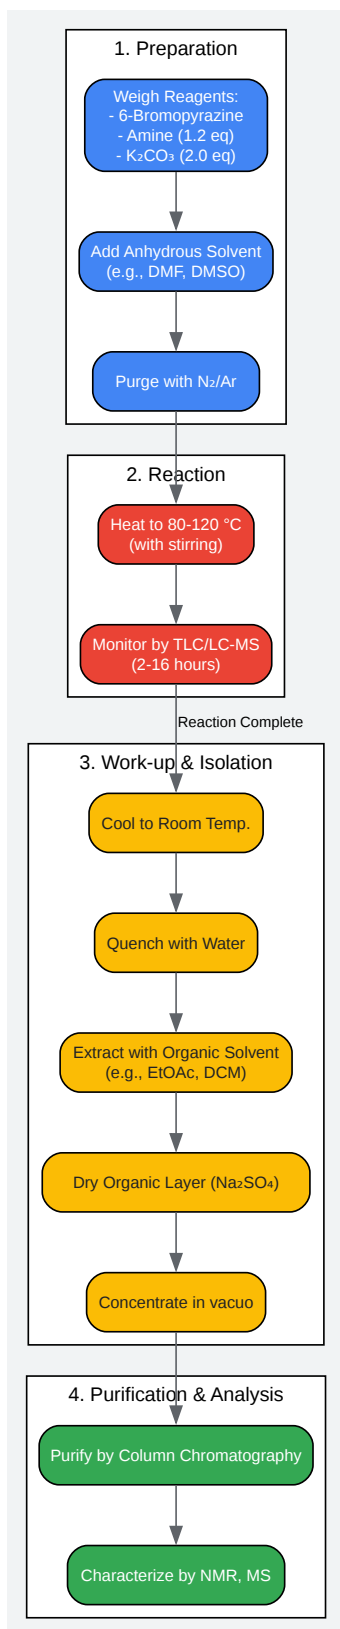 1. Preparation
Weigh Reagents:
- 6-Bromopyrazine
- Amine (1.2 eq)
- K₂CO₃ (2.0 eq)
Add Anhydrous Solvent
(e.g., DMF, DMSO)
Purge with N₂/Ar
2. Reaction
Heat to 80-120 °C
(with stirring)
Monitor by TLC/LC-MS
(2-16 hours)
Reaction Complete
3. Work-up & Isolation
Cool to Room Temp.
Quench with Water
Extract with Organic Solvent
(e.g., EtOAc, DCM)
Dry Organic Layer (Na₂SO₄)
Concentrate in vacuo
4. Purification & Analysis
Purify by Column Chromatography
Characterize by NMR, MS